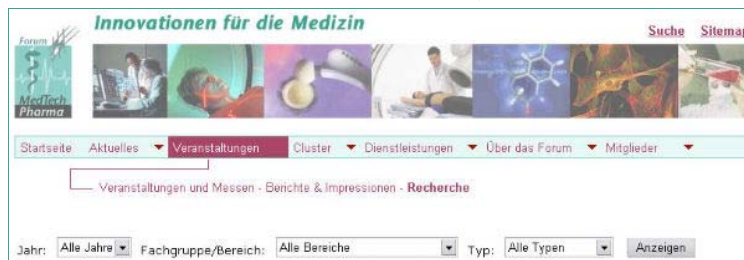 Innovationen für die Medizin
Suche Sitemap
Forum
MedTech
Pharma
Startseite Aktuelles Veranstaltungen Cluster Dienstleistungen Über das Forum Mitglieder
Veranstaltungen und Messen - Berichte & Impressionen - Recherche
Jahr: Alle Jahre Fachgruppe/Bereich: Alle Bereiche Typ: Alle Typen Anzeigen